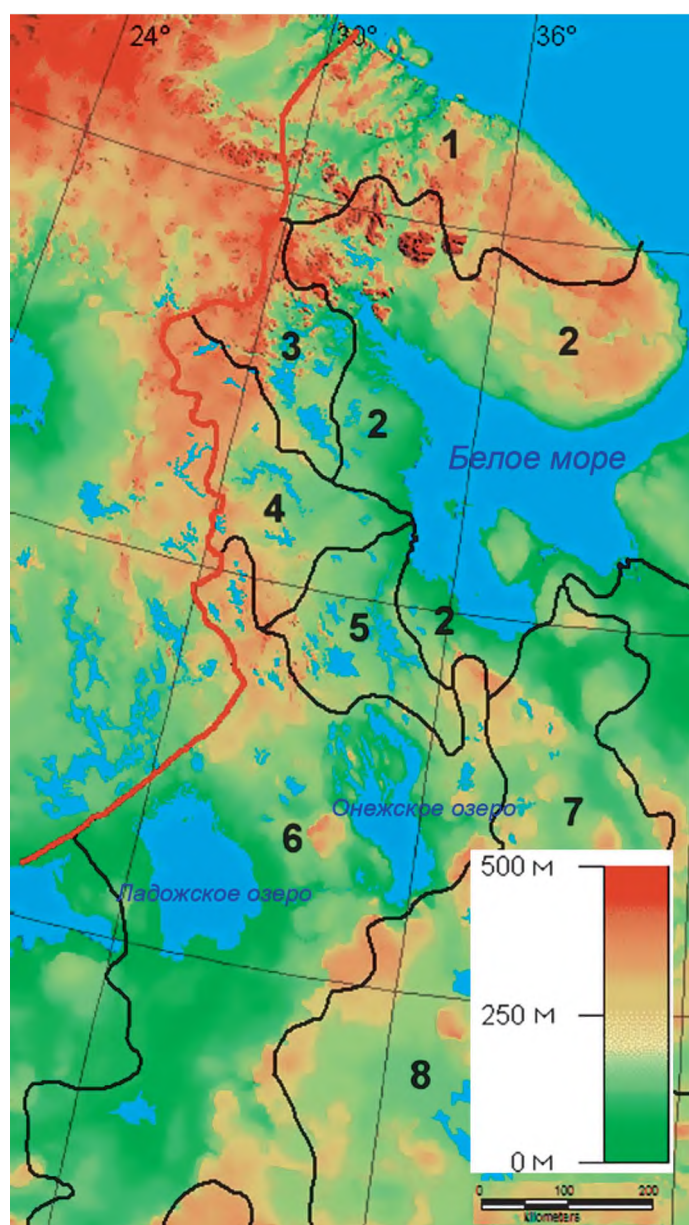 24° 30° 36°
1
2
3
2
Белое море
4
5
2
Онежское озеро
7
6
500 м
Ладожское озеро
250 м
8
0 м
0 100 200
kilometers